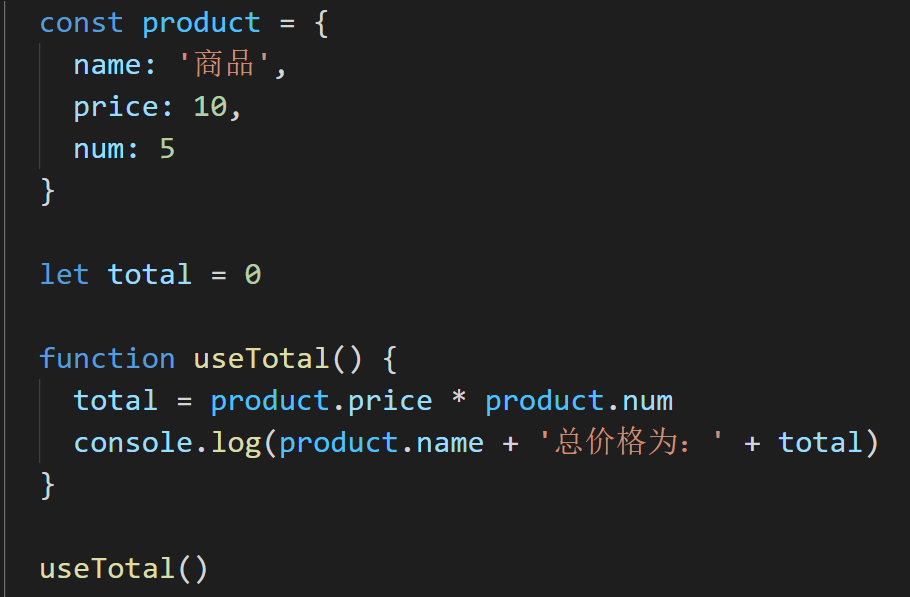 const product = {
  name: '商品',
  price: 10,
  num: 5
}
let total = 0
function useTotal() {
  total = product.price * product.num
  console.log(product.name + '总价格为：' + total)
}
useTotal()